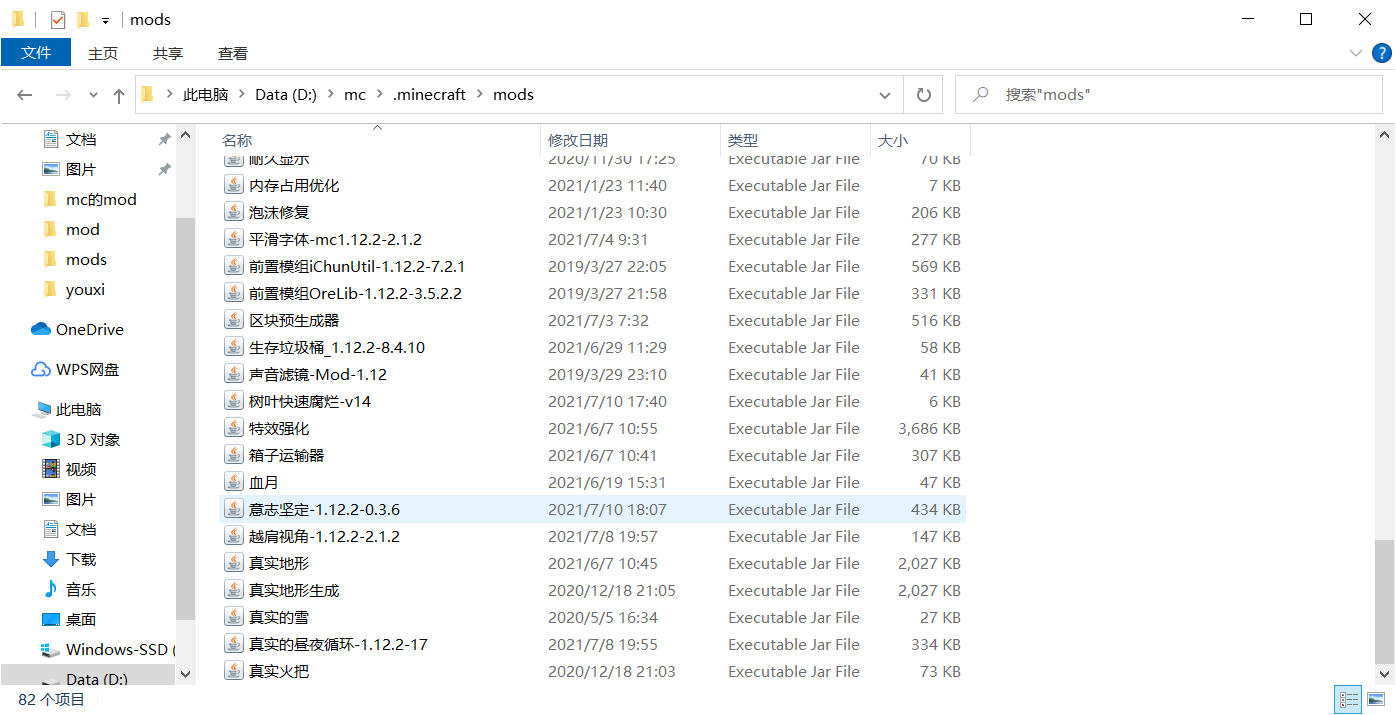 mods
文件 主页 共享 查看
此电脑 Data (D:) mc .minecraft mods 搜索"mods"
文档
图片
mc的mod
mod
mods
youxi
OneDrive
WPS网盘
此电脑
3D 对象
视频
图片
文档
下载
音乐
桌面
Windows-SSD (
Data (D:)
名称 修改日期 类型 大小
耐久显示 2020/11/30 17:25 Executable Jar File 70 KB
内存占用优化 2021/1/23 11:40 Executable Jar File 7 KB
泡沫修复 2021/1/23 10:30 Executable Jar File 206 KB
平滑字体-mc1.12.2-2.1.2 2021/7/4 9:31 Executable Jar File 277 KB
前置模组iChunUtil-1.12.2-7.2.1 2019/3/27 22:05 Executable Jar File 569 KB
前置模组OreLib-1.12.2-3.5.2.2 2019/3/27 21:58 Executable Jar File 331 KB
区块预生成器 2021/7/3 7:32 Executable Jar File 516 KB
生存垃圾桶_1.12.2-8.4.10 2021/6/29 11:29 Executable Jar File 58 KB
声音滤镜-Mod-1.12 2019/3/29 23:10 Executable Jar File 41 KB
树叶快速腐烂-v14 2021/7/10 17:40 Executable Jar File 6 KB
特效强化 2021/6/7 10:55 Executable Jar File 3,686 KB
箱子运输器 2021/6/7 10:41 Executable Jar File 307 KB
血月 2021/6/19 15:31 Executable Jar File 47 KB
意志坚定-1.12.2-0.3.6 2021/7/10 18:07 Executable Jar File 434 KB
越肩视角-1.12.2-2.1.2 2021/7/8 19:57 Executable Jar File 147 KB
真实地形 2021/6/7 10:45 Executable Jar File 2,027 KB
真实地形生成 2020/12/18 21:05 Executable Jar File 2,027 KB
真实的雪 2020/5/5 16:34 Executable Jar File 27 KB
真实的昼夜循环-1.12.2-17 2021/7/8 19:55 Executable Jar File 334 KB
真实火把 2020/12/18 21:03 Executable Jar File 73 KB
82 个项目